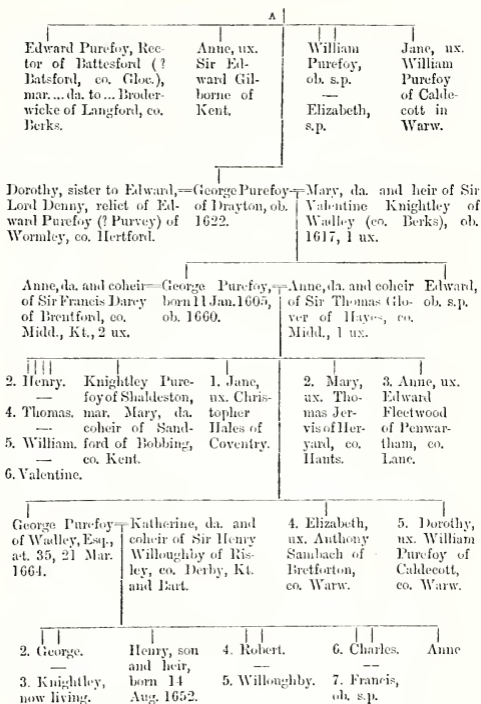 A
Edward Purefoy, Rec-
tor of Battesford (?
Batsford, co. Gloc.),
mar. ... da. to ... Broder-
wicke of Langford, co.
Berks.
Anne, ux.
Sir Ed-
ward Gil-
borne of
Kent.
William
Purefoy,
ob. s.p.
—
Elizabeth,
s.p.
Jane, ux.
William
Purefoy
of Calde-
cott in
Warw.
Dorothy, sister to Edward,
Lord Denny, relict of Ed-
ward Purefoy (? Purvey) of
Wormley, co. Hertford.
George Purefoy
of Drayton, ob.
1622.
Mary, da. and heir of Sir
Valentine Knightley of
Wadley (co. Berks), ob.
1617, 1 ux.
Anne, da. and coheir
of Sir Francis Darcy
of Brentford, co.
Midd., Kt., 2 ux.
George Purefoy,
born 11 Jan. 1605,
ob. 1660.
Anne, da. and coheir
of Sir Thomas Glo-
ver of Hayes, co.
Midd., 1 ux.
Edward,
ob. s.p.
2. Henry.
—
4. Thomas.
—
5. William.
—
6. Valentine.
Knightley Pure-
foy of Shaldeston,
mar. Mary, da.
coheir of Sand-
ford of Bobbing,
co. Kent.
1. Jane,
ux. Chris-
topher
Hales of
Coventry.
2. Mary,
ux. Tho-
mas Jer-
vis of Her-
yard, co.
Hants.
3. Anne, ux.
Edward
Fleetwood
of Penwar-
tham, co.
Lanc.
George Purefoy
of Wadley, Esq.,
æt. 35, 21 Mar.
1664.
Katherine, da. and
coheir of Sir Henry
Willoughby of Ris-
ley, co. Derby, Kt.
and Bart.
4. Elizabeth,
ux. Anthony
Sambach of
Bretforton,
co. Warw.
5. Dorothy,
ux. William
Purefoy of
Caldecott,
co. Warw.
2. George.
—
3. Knightley,
now living.
Henry, son
and heir,
born 14
Aug. 1652.
4. Robert.
—
5. Willoughby.
6. Charles.
—
7. Francis,
ob. s.p.
Anne